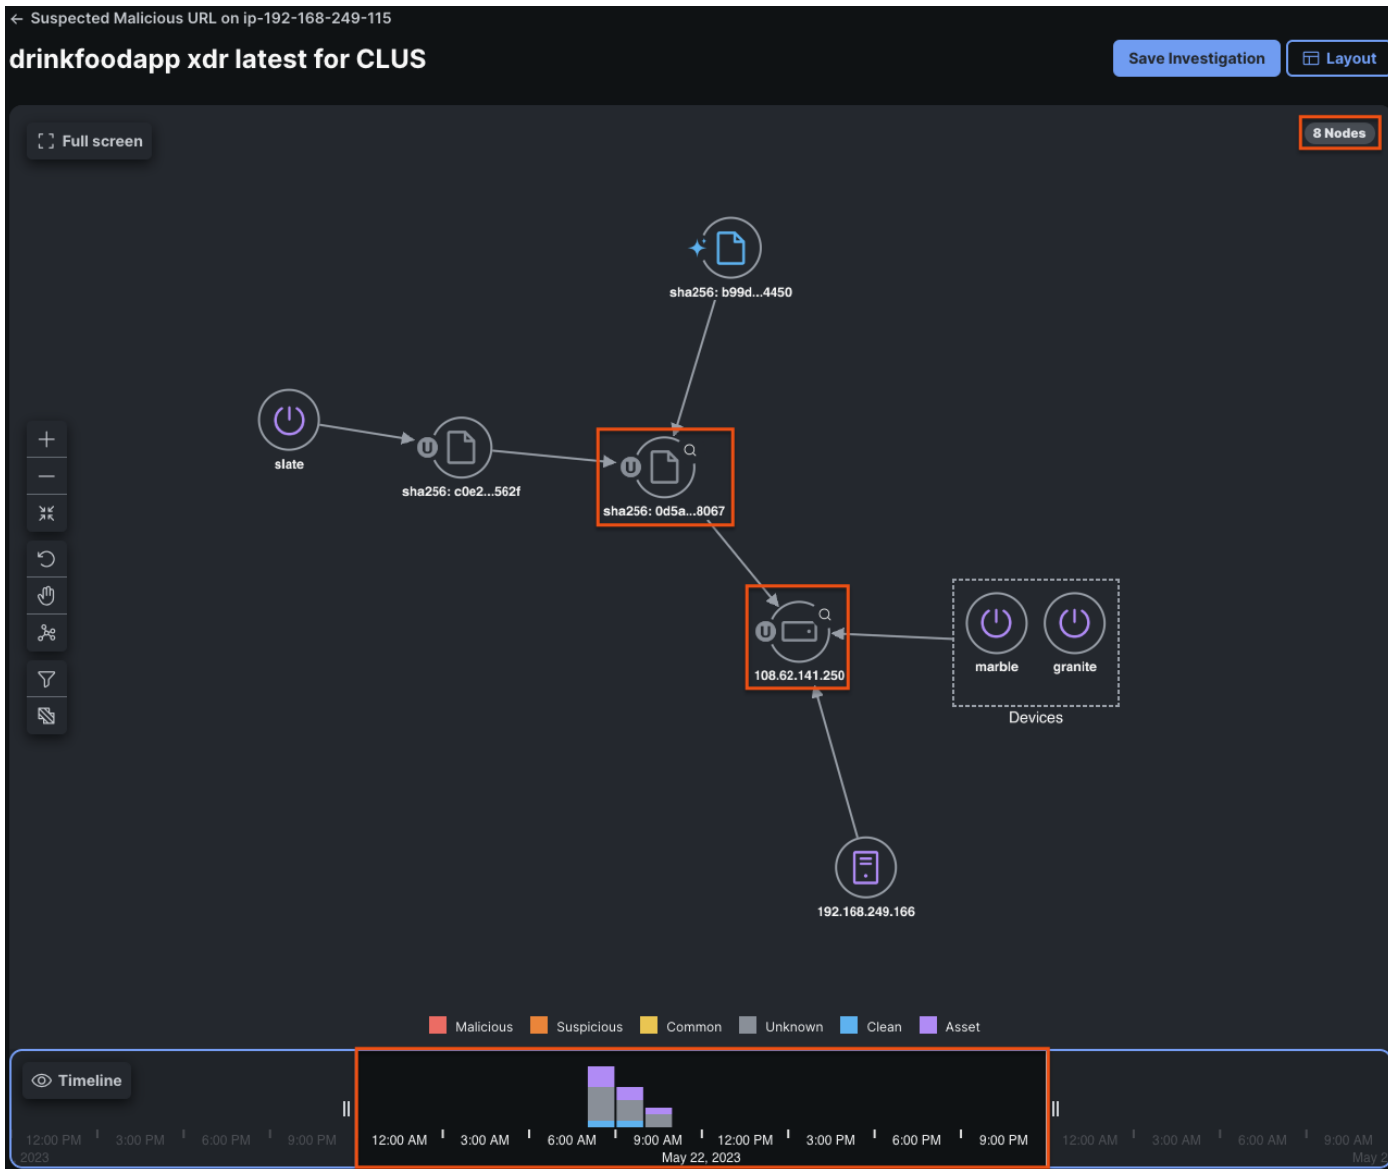 ← Suspected Malicious URL on ip-192-168-249-115
drinkfoodapp xdr latest for CLUS
Save Investigation
Layout
Full screen
8 Nodes
sha256: b99d...4450
slate
U
sha256: c0e2...562f
U
sha256: 0d5a...8067
U
108.62.141.250
marble
granite
Devices
192.168.249.166
Malicious
Suspicious
Common
Unknown
Clean
Asset
Timeline
12:00 PM
3:00 PM
6:00 PM
9:00 PM
12:00 AM
3:00 AM
6:00 AM
9:00 AM
12:00 PM
3:00 PM
6:00 PM
9:00 PM
12:00 AM
3:00 AM
6:00 AM
9:00 AM
2023
May 22, 2023
May 2